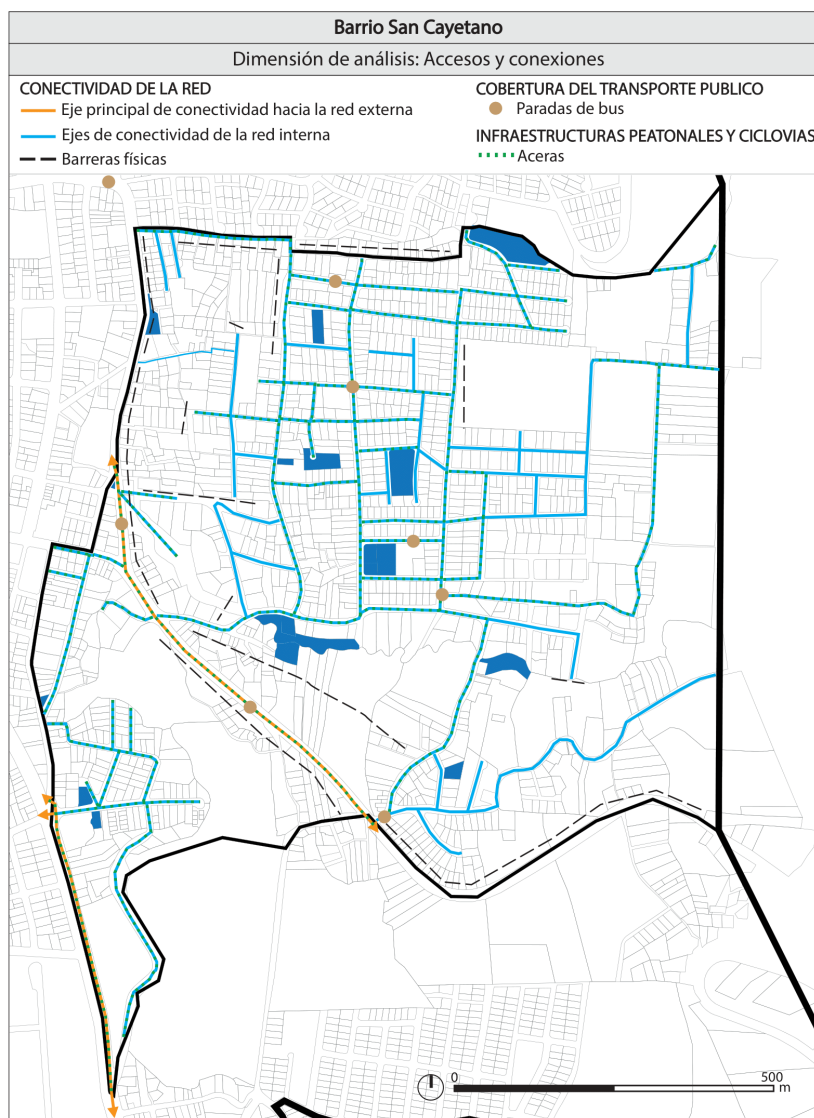 Barrio San Cayetano
Dimensión de análisis: Accesos y conexiones
CONECTIVIDAD DE LA RED
Eje principal de conectividad hacia la red externa
Ejes de conectividad de la red interna
Barreras físicas
COBERTURA DEL TRANSPORTE PUBLICO
Paradas de bus
INFRAESTRUCTURAS PEATONALES Y CICLOVIAS
Aceras
0 500
m